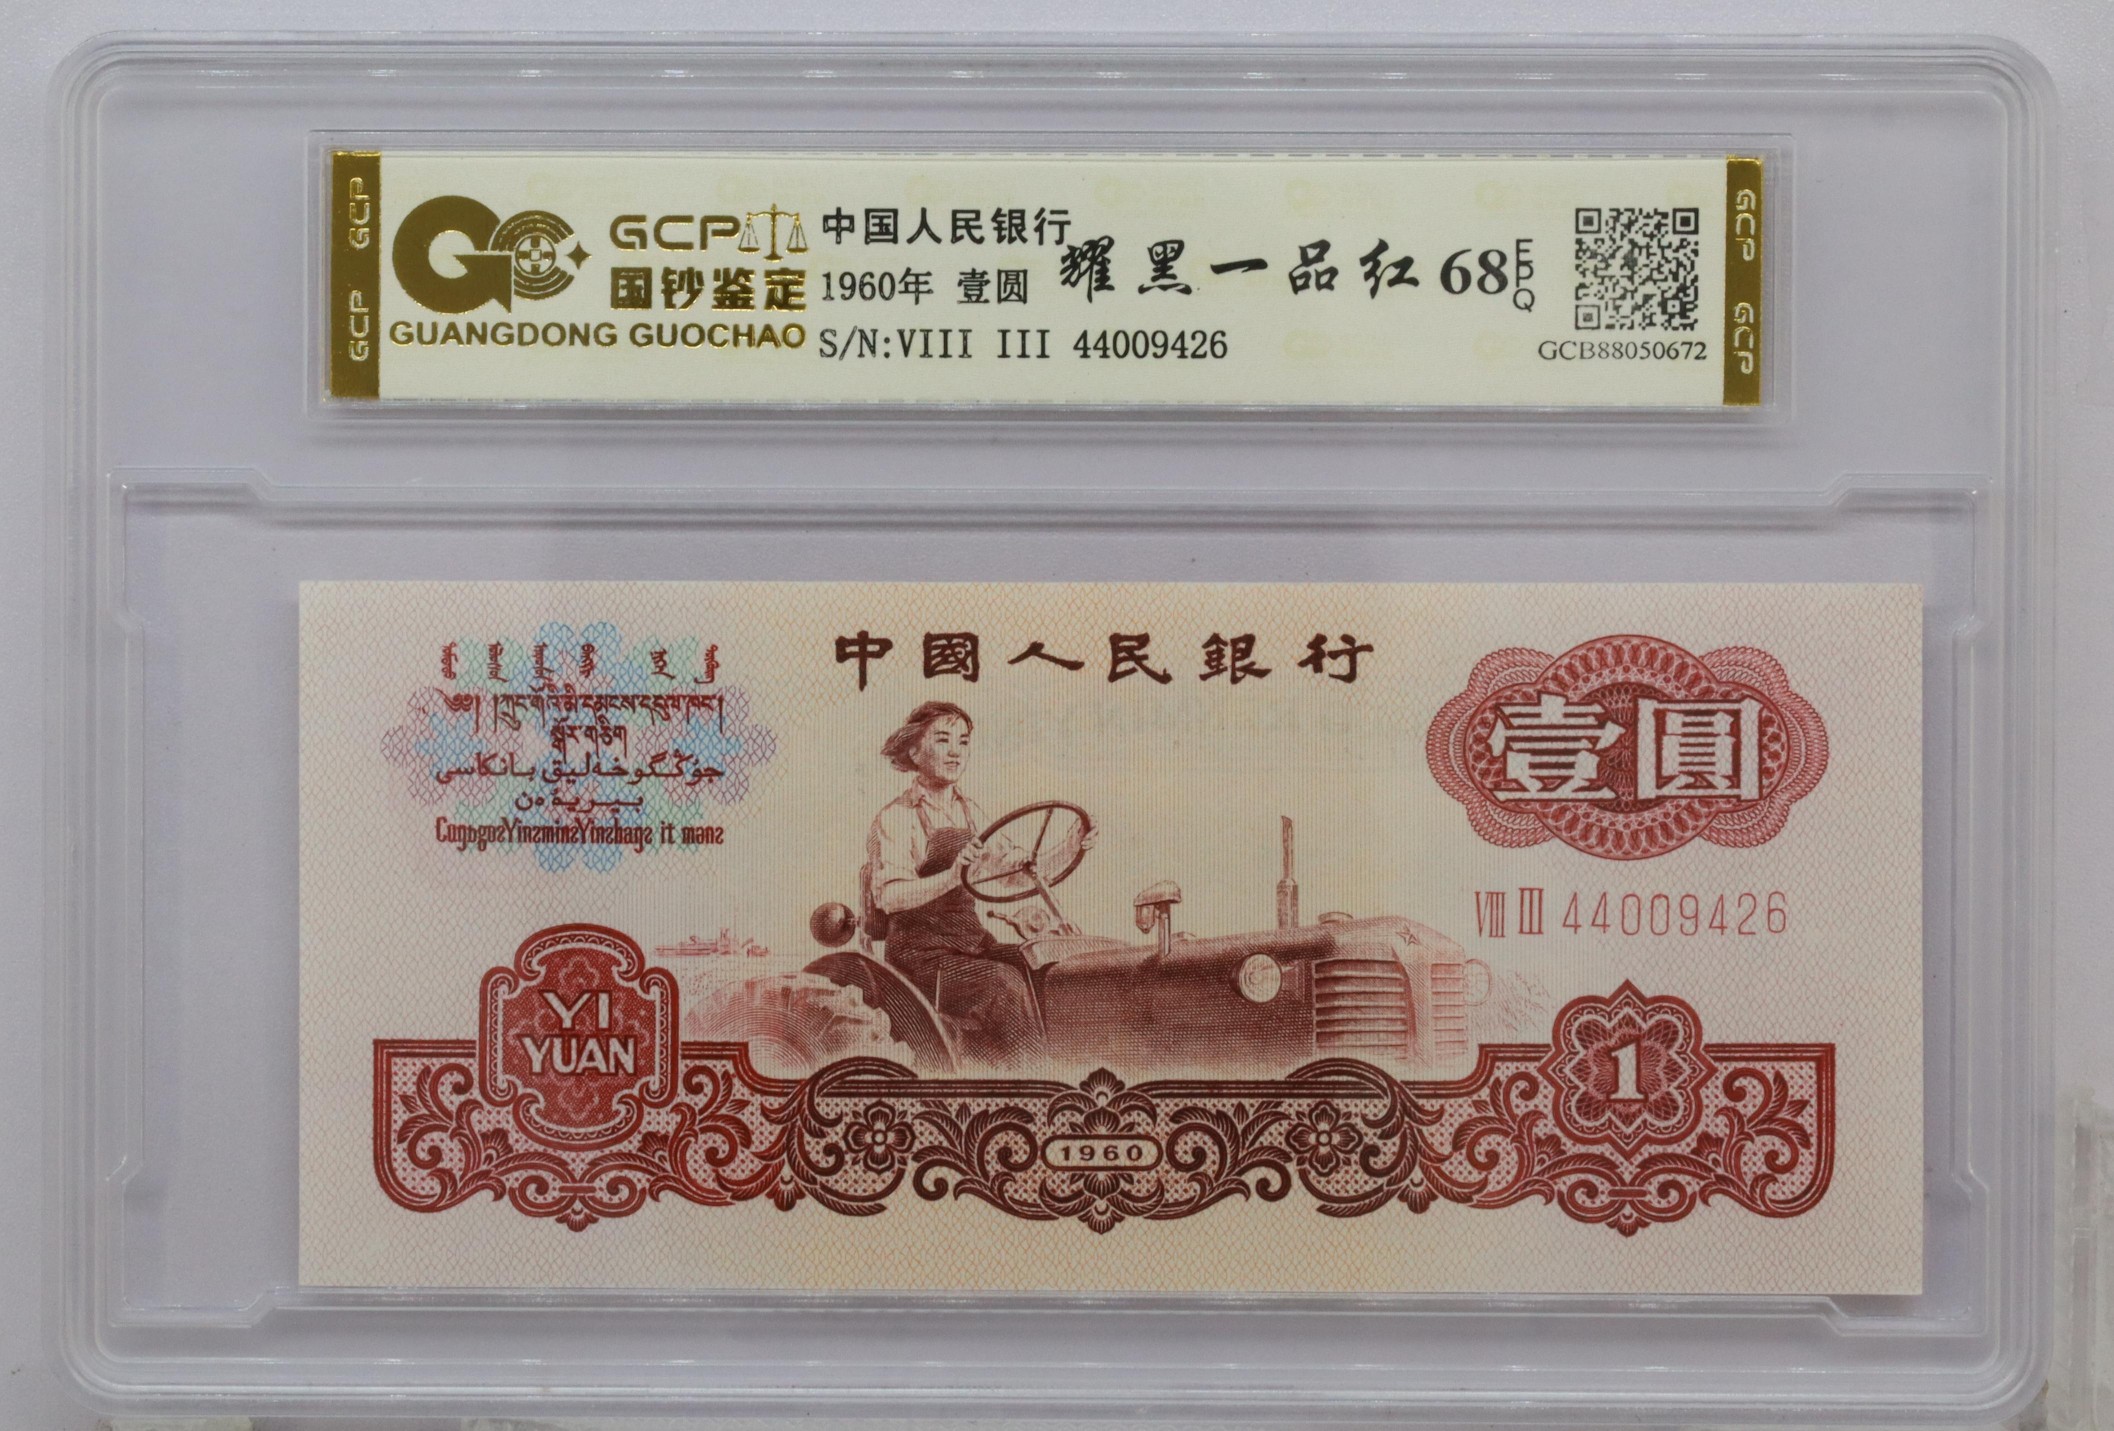 GCP
GCP
GCP
国钞鉴定
GUANGDONG GUOCHAO
中国人民银行
1960年 壹圆
S/N:VIII III 44009426
耀黑一品红 68 EPQ
GCB88050672
GCP
GCP
中國人民銀行
壹圓
VIII III 44009426
YI
YUAN
1960
1